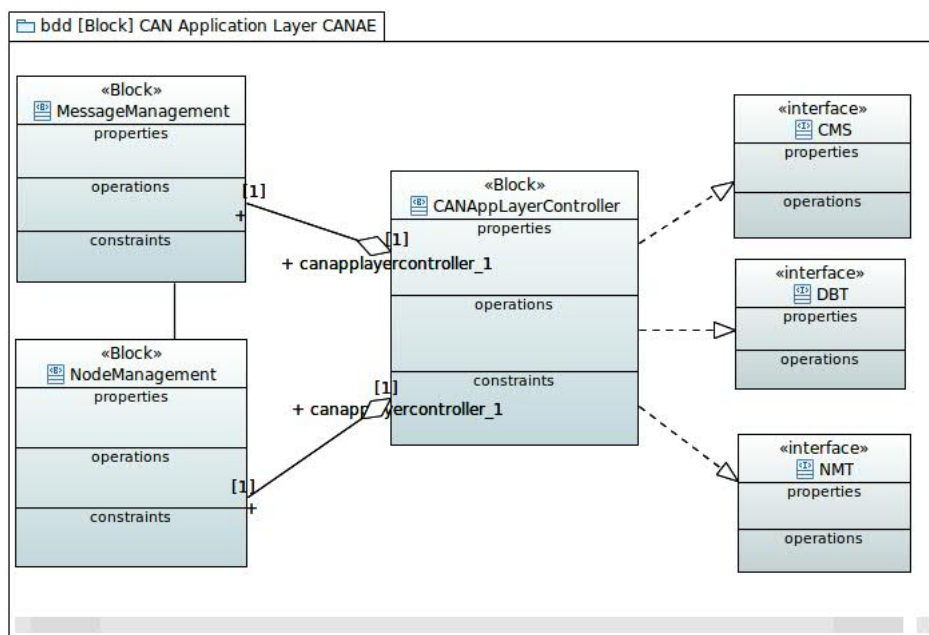 bdd [Block] CAN Application Layer CANAE
«Block»
MessageManagement
properties
operations
constraints
[1]
+
«Block»
NodeManagement
properties
operations
constraints
[1]
+
«Block»
CANAppLayerController
properties
operations
constraints
[1]
+ canapplayercontroller_1
[1]
+ canapplayercontroller_1
«interface»
CMS
properties
operations
«interface»
DBT
properties
operations
«interface»
NMT
properties
operations